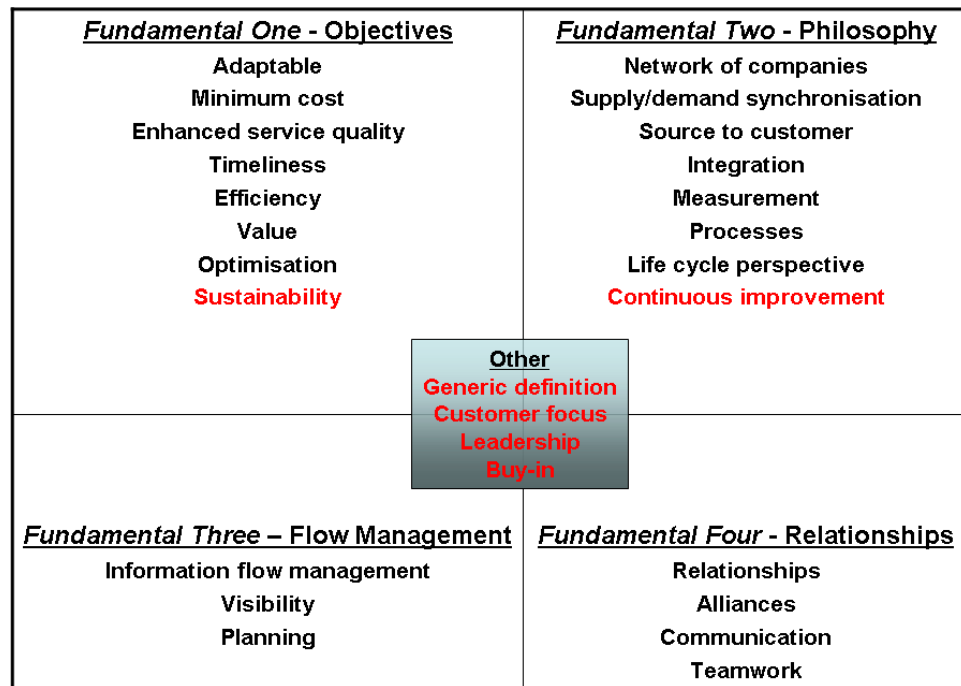 Fundamental One - Objectives
Adaptable
Minimum cost
Enhanced service quality
Timeliness
Efficiency
Value
Optimisation
Sustainability
Fundamental Two - Philosophy
Network of companies
Supply/demand synchronisation
Source to customer
Integration
Measurement
Processes
Life cycle perspective
Continuous improvement
Other
Generic definition
Customer focus
Leadership
Buy-in
Fundamental Three – Flow Management
Information flow management
Visibility
Planning
Fundamental Four - Relationships
Relationships
Alliances
Communication
Teamwork